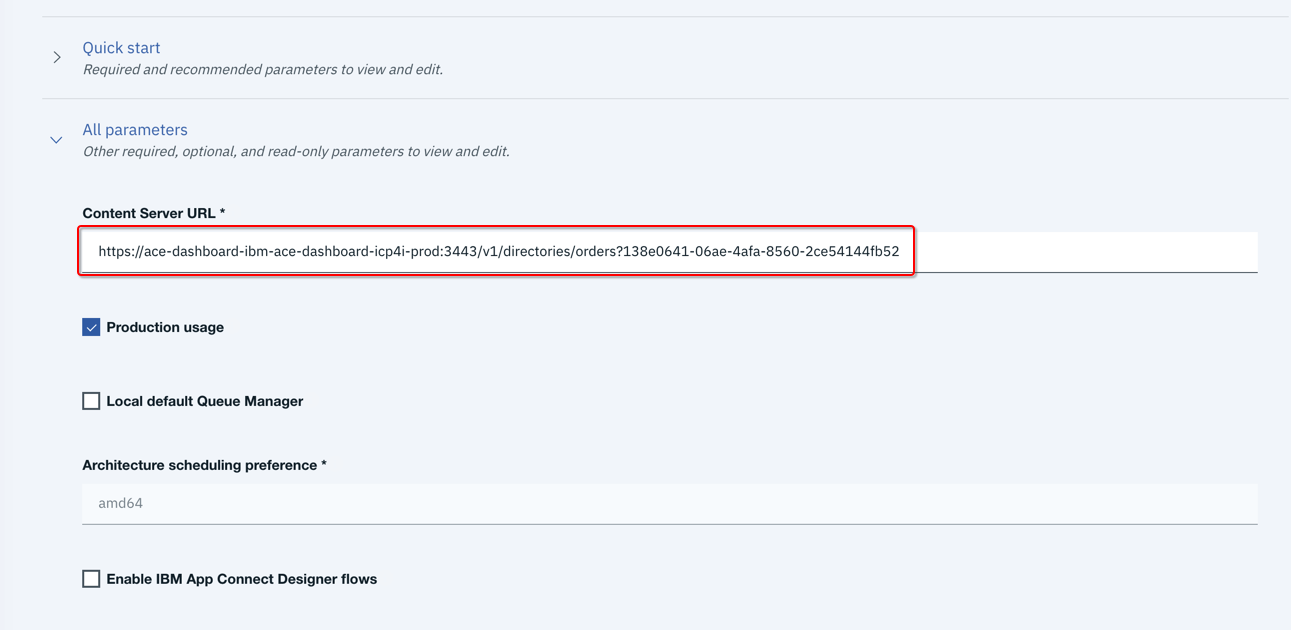 Quick start
Required and recommended parameters to view and edit.
All parameters
Other required, optional, and read-only parameters to view and edit.
Content Server URL *
https://ace-dashboard-ibm-ace-dashboard-icp4i-prod:3443/v1/directories/orders?138e0641-06ae-4afa-8560-2ce54144fb52
Production usage
Local default Queue Manager
Architecture scheduling preference *
amd64
Enable IBM App Connect Designer flows